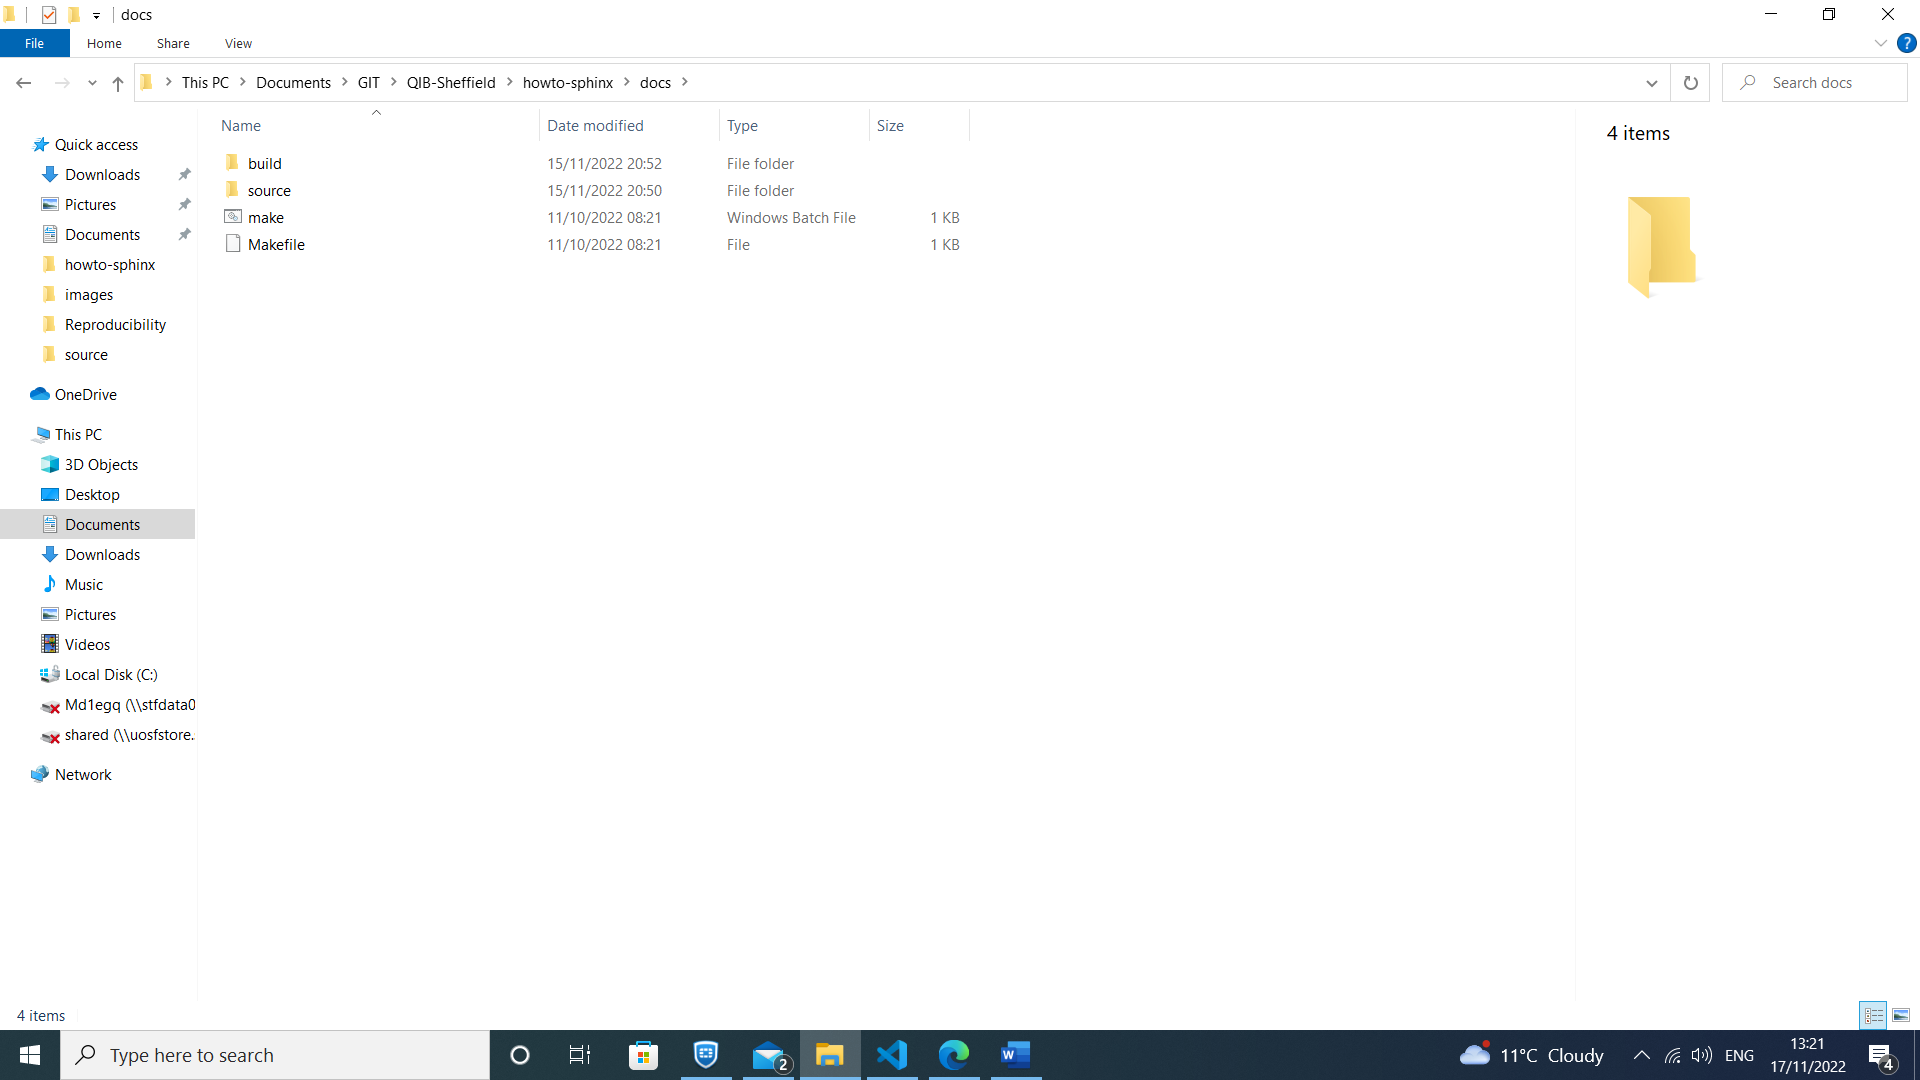 docs
File Home Share View
This PC Documents GIT QIB-Sheffield howto-sphinx docs Search docs
Name Date modified Type Size
build 15/11/2022 20:52 File folder
source 15/11/2022 20:50 File folder
make 11/10/2022 08:21 Windows Batch File 1 KB
Makefile 11/10/2022 08:21 File 1 KB
4 items
Quick access
Downloads
Pictures
Documents
howto-sphinx
images
Reproducibility
source
OneDrive
This PC
3D Objects
Desktop
Documents
Downloads
Music
Pictures
Videos
Local Disk (C:)
Md1egq (\\stfdata0
shared (\\uosfstore.
Network
4 items
Type here to search
2
W
11°C Cloudy
ENG
13:21
17/11/2022
4